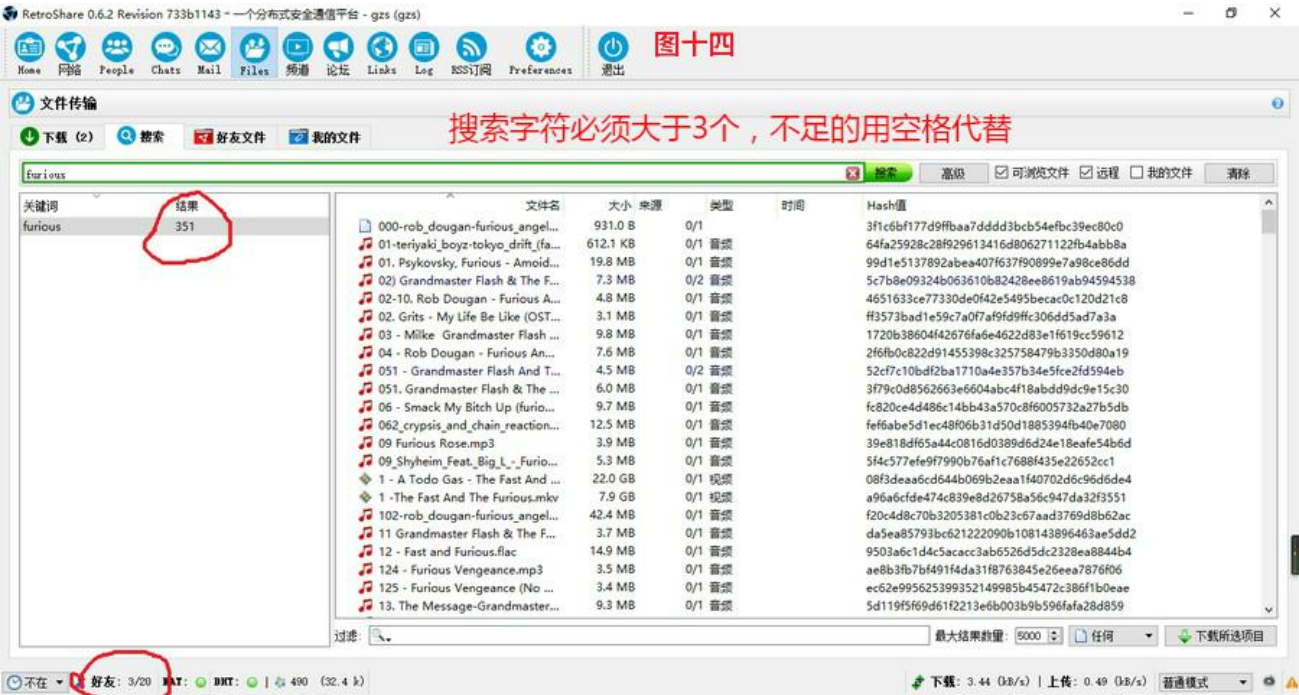 RetroShare 0.6.2 Revision 733b1143 - 一个分布式安全通信平台 - gzs (gzs)
Home 网络 People Chats Mail Files 频道 论坛 Links Log RSS订阅 Preferences 退出
图十四
文件传输
下载 (2) 搜索 好友文件 我的文件
搜索字符必须大于3个，不足的用空格代替
furious 搜索 高级 可浏览文件 远程 我的文件 清除
关键词 结果
furious 351
文件名 大小 来源 类型 时间 Hash值
000-rob_dougan-furious_angel... 931.0 B 0/1 3f1c6bf177d9ffbaa7dddd3bcb54efbc39ec80c0
01-teriyaki_boyz-tokyo_drift_(fa... 612.1 KB 0/1 音频 64fa25928c28f929613416d806271122fb4abb8a
01. Psykovsky, Furious - Amoid... 19.8 MB 0/1 音频 99d1e5137892abea407f637f90899e7a98ce86dd
02) Grandmaster Flash & The F... 7.3 MB 0/2 音频 5c7b8e09324b063610b82428ee8619ab94594538
02-10. Rob Dougan - Furious A... 4.8 MB 0/1 音频 4651633ce77330de0f42e5495becac0c120d21c8
02. Grits - My Life Be Like (OST... 3.1 MB 0/1 音频 ff3573bad1e59c7a0f7af9fd9ffc306dd5ad7a3a
03 - Milke  Grandmaster Flash ... 9.8 MB 0/1 音频 1720b38604f42676fa6e4622d83e1f619cc59612
04 - Rob Dougan - Furious An... 7.6 MB 0/1 音频 2f6fb0c822d91455398c325758479b3350d80a19
051 - Grandmaster Flash And T... 4.5 MB 0/2 音频 52cf7c10bdf2ba1710a4e357b34e5fce2fd594eb
051. Grandmaster Flash & The ... 6.0 MB 0/1 音频 3f79c0d8562663e6604abc4f18abdd9dc9e15c30
06 - Smack My Bitch Up (furio... 9.7 MB 0/1 音频 fc820ce4d486c14bb43a570c8f6005732a27b5db
062_crypsis_and_chain_reaction... 12.5 MB 0/1 音频 fef6abe5d1ec48f06b31d50d1885394fb40e7080
09 Furious Rose.mp3 3.9 MB 0/1 音频 39e818df65a44c0816d0389d6d24e18eafe54b6d
09_Shyheim_Feat._Big_L_-_Furio... 5.3 MB 0/1 音频 5f4c577efe9f7990b76af1c7688f435e22652cc1
1 - A Todo Gas - The Fast And ... 22.0 GB 0/1 视频 08f3deaa6cd644b069b2eaa1f40702d6c96d6de4
1 -The Fast And The Furious.mkv 7.9 GB 0/1 视频 a96a6cfde474c839e8d26758a56c947da32f3551
102-rob_dougan-furious_angel... 42.4 MB 0/1 音频 f20c4d8c70b3205381c0b23c67aad3769d8b62ac
11 Grandmaster Flash & The F... 3.7 MB 0/1 音频 da5ea85793bc621222090b108143896463ae5dd2
12 - Fast and Furious.flac 14.9 MB 0/1 音频 9503a6c1d4c5acacc3ab6526d5dc2328ea8844b4
124 - Furious Vengeance.mp3 3.5 MB 0/1 音频 ae8b3fb7bf491f4da31f8763845e26eea7876f06
125 - Furious Vengeance (No ... 3.4 MB 0/1 音频 ec62e995625399352149985b45472c386f1b0eae
13. The Message-Grandmaster... 9.3 MB 0/1 音频 5d119f5f69d61f2213e6b003b9b596fafa28d859
过滤: 最大结果数量: 5000 任何 下载所选项目
不在 好友: 3/20 NAT: DHT: | 490 (32.4 k) 下载: 3.44 (kB/s) | 上传: 0.49 (kB/s) 普通模式